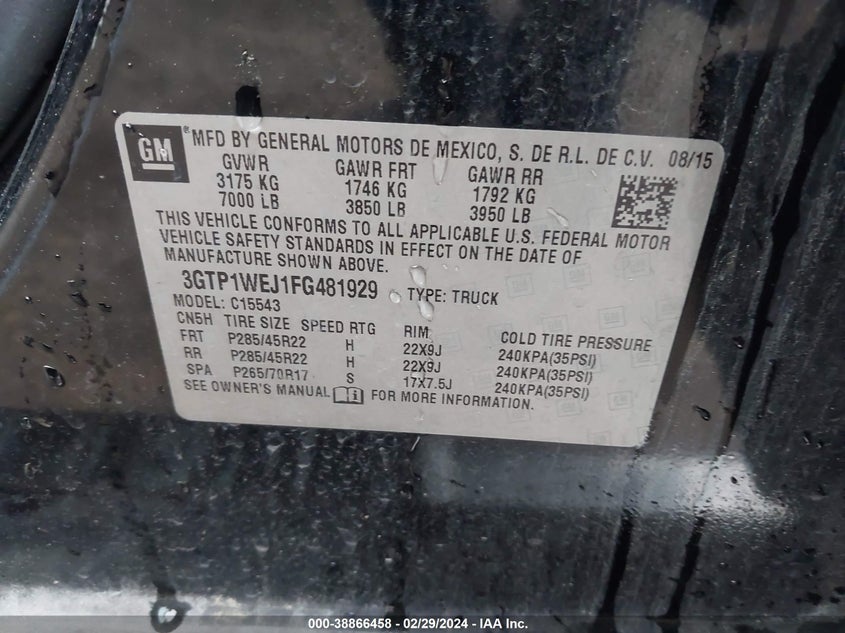 GM
® MFD BY GENERAL MOTORS DE MEXICO, S. DE R.L. DE C.V. 08/15
GVWR GAWR FRT GAWR RR
3175 KG 1746 KG 1792 KG
7000 LB 3850 LB 3950 LB
THIS VEHICLE CONFORMS TO ALL APPLICABLE U.S. FEDERAL MOTOR
VEHICLE SAFETY STANDARDS IN EFFECT ON THE DATE OF
MANUFACTURE SHOWN ABOVE.
3GTP1WEJ1FG481929 TYPE: TRUCK
MODEL: C15543
CN5H TIRE SIZE SPEED RTG RIM COLD TIRE PRESSURE
FRT P285/45R22 H 22X9J 240KPA(35PSI)
RR P285/45R22 H 22X9J 240KPA(35PSI)
SPA P265/70R17 S 17X7.5J 240KPA(35PSI)
SEE OWNER'S MANUAL i FOR MORE INFORMATION.
000-38866458 - 02/29/2024 - IAA Inc.